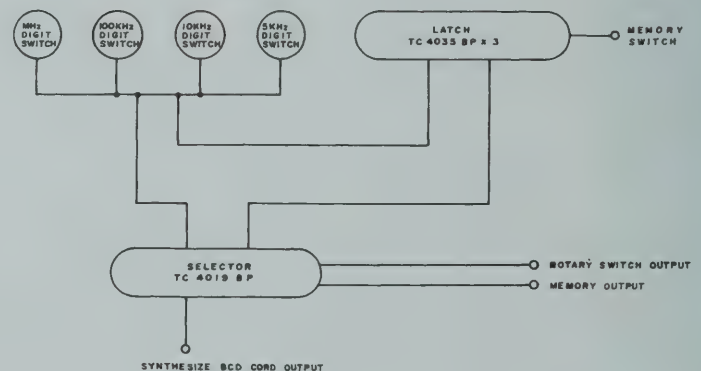 MHz
DIGIT
SWITCH
100KHz
DIGIT
SWITCH
10KHz
DIGIT
SWITCH
5KHz
DIGIT
SWITCH
LATCH
TC 4035 BP x 3
MEMORY
SWITCH
SELECTOR
TC 4019 BP
ROTARY SWITCH OUTPUT
MEMORY OUTPUT
SYNTHESIZE BCD CORD OUTPUT